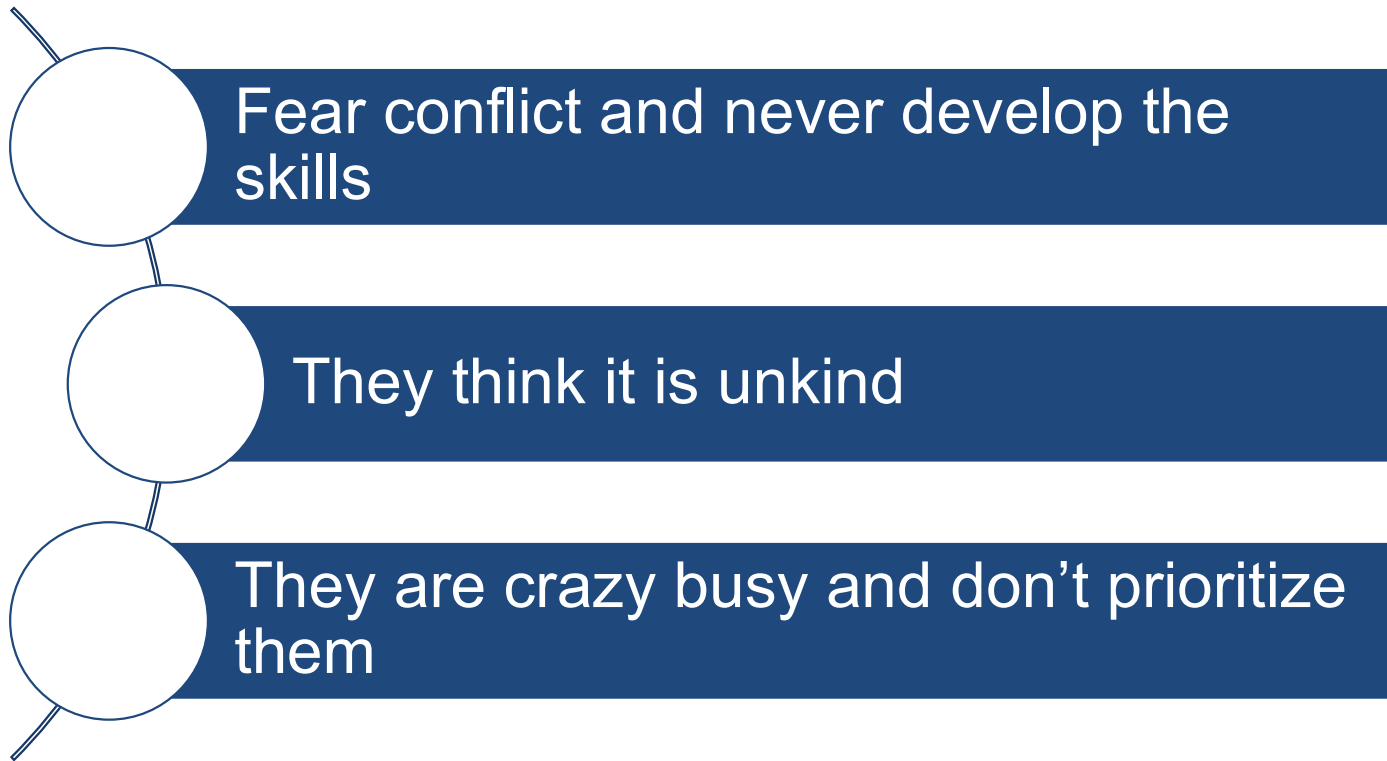 Fear conflict and never develop the
skills
They think it is unkind
They are crazy busy and don’t prioritize
them